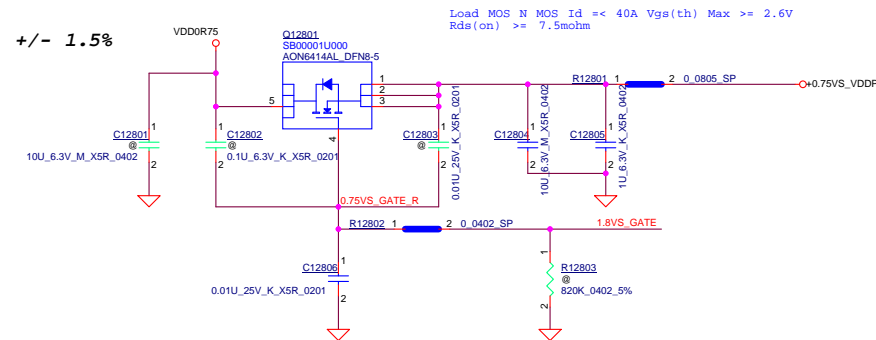 Load MOS N MOS Id =< 40A Vgs(th) Max >= 2.6V
Rds(on) >= 7.5mohm
+/- 1.5%
VDD0R75
Q12801
SB00001U000
AON6414AL_DFN8-5
5
1
2
3
4
R12801 1 2 0_0805_SP
+0.75VS_VDDP
C12801
@
10U_6.3V_M_X5R_0402
1
2
C12802
@
0.1U_6.3V_K_X5R_0201
1
2
C12803
@
0.01U_25V_K_X5R_0201
1
2
C12804
10U_6.3V_M_X5R_0402
1
2
C12805
1U_6.3V_K_X5R_0402
1
2
0.75VS_GATE_R
R12802 1 2 0_0402_SP
1.8VS_GATE
C12806
0.01U_25V_K_X5R_0201
1
2
R12803
@
820K_0402_5%
1
2